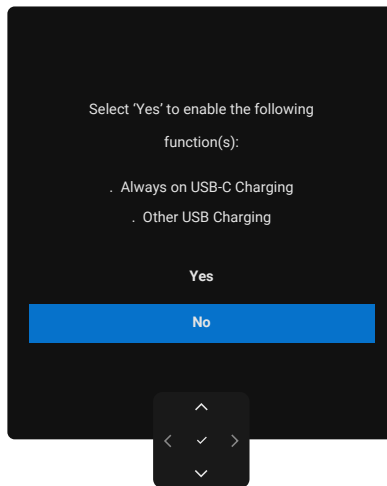 Select ‘Yes’ to enable the following
function(s):
. Always on USB-C Charging
. Other USB Charging
Yes
No